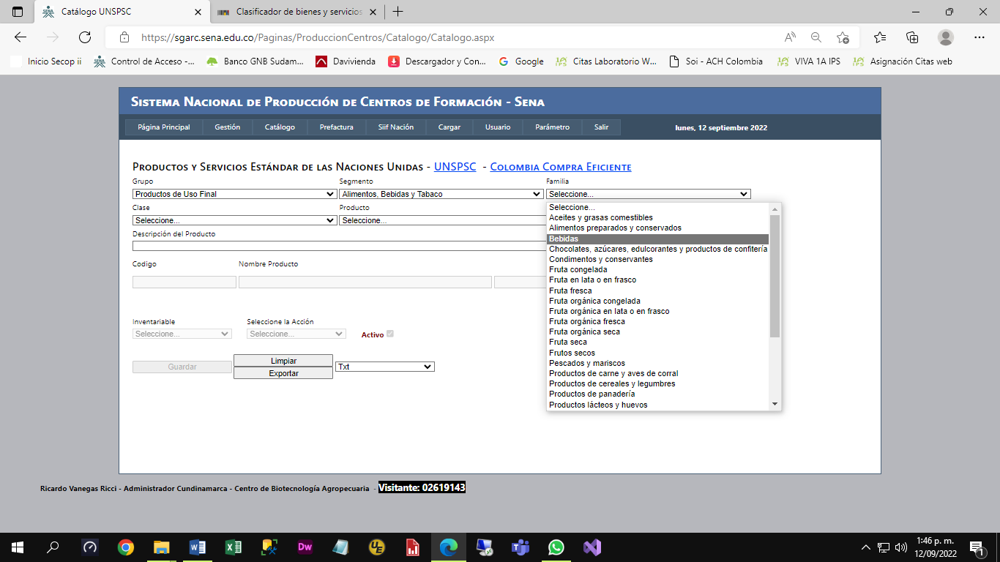 Catálogo UNSPSC
Clasificador de bienes y servicios
https://sgarc.sena.edu.co/Paginas/ProduccionCentros/Catalogo/Catalogo.aspx
Inicio Secop ii Control de Acceso -... Banco GNB Sudam... Davivienda Descargador y Con... Google Citas Laboratorio W... Soi - ACH Colombia VIVA 1A IPS Asignación Citas web
Sistema Nacional de Producción de Centros de Formación - Sena
Página Principal Gestión Catálogo Prefactura Siif Nación Cargar Usuario Parámetro Salir lunes, 12 septiembre 2022
Productos y Servicios Estándar de las Naciones Unidas - UNSPSC - Colombia Compra Eficiente
Grupo Segmento Familia
Productos de Uso Final Alimentos, Bebidas y Tabaco Seleccione...
Clase Producto
Seleccione... Seleccione...
Descripción del Producto
Codigo Nombre Producto
Seleccione...
Aceites y grasas comestibles
Alimentos preparados y conservados
Bebidas
Chocolates, azúcares, edulcorantes y productos de confitería
Condimentos y conservantes
Fruta congelada
Fruta en lata o en frasco
Fruta fresca
Fruta orgánica congelada
Fruta orgánica en lata o en frasco
Fruta orgánica fresca
Fruta orgánica seca
Fruta seca
Frutos secos
Pescados y mariscos
Productos de carne y aves de corral
Productos de cereales y legumbres
Productos de panadería
Productos lácteos y huevos
Inventariable Seleccione la Acción
Seleccione... Seleccione... Activo
Guardar Limpiar Txt
Exportar
Ricardo Vanegas Ricci - Administrador Cundinamarca - Centro de Biotecnología Agropecuaria - Visitante: 02619143
1:46 p. m.
12/09/2022
1